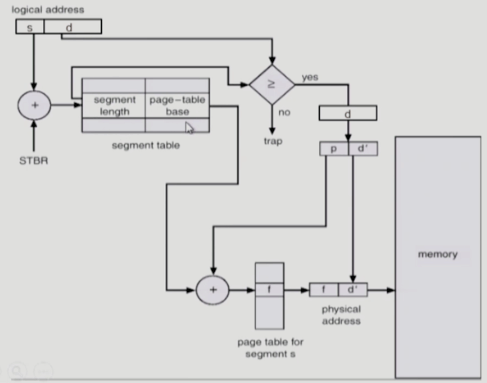 logical address
s d
≥
yes
segment length
page–table base
no
d
+
trap
segment table
p d'
STBR
memory
+
f
f d'
physical address
page table for segment s